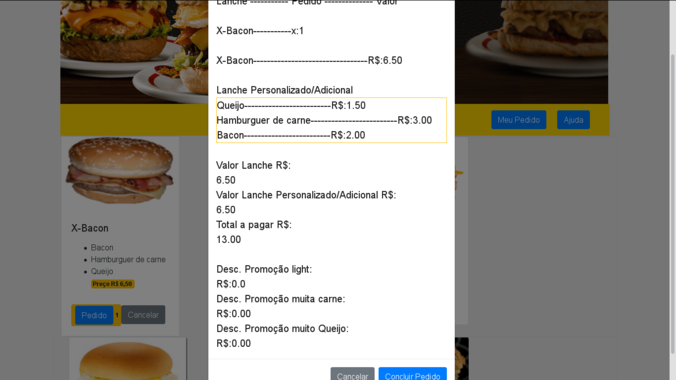 Lanche ----------- Pedido -------------- Valor
X-Bacon-----------x:1
X-Bacon---------------------------------R$:6.50
Lanche Personalizado/Adicional
Queijo-------------------------R$:1.50
Hamburguer de carne-------------------------R$:3.00
Bacon-------------------------R$:2.00
Valor Lanche R$:
6.50
Valor Lanche Personalizado/Adicional R$:
6.50
Total a pagar R$:
13.00
Desc. Promoção light:
R$:0.0
Desc. Promoção muita carne:
R$:0.00
Desc. Promoção muito Queijo:
R$:0.00
Cancelar
Concluir Pedido
Meu Pedido
Ajuda
X-Bacon
Bacon
Hamburguer de carne
Queijo
Preço R$ 6,50
Pedido 1 Cancelar